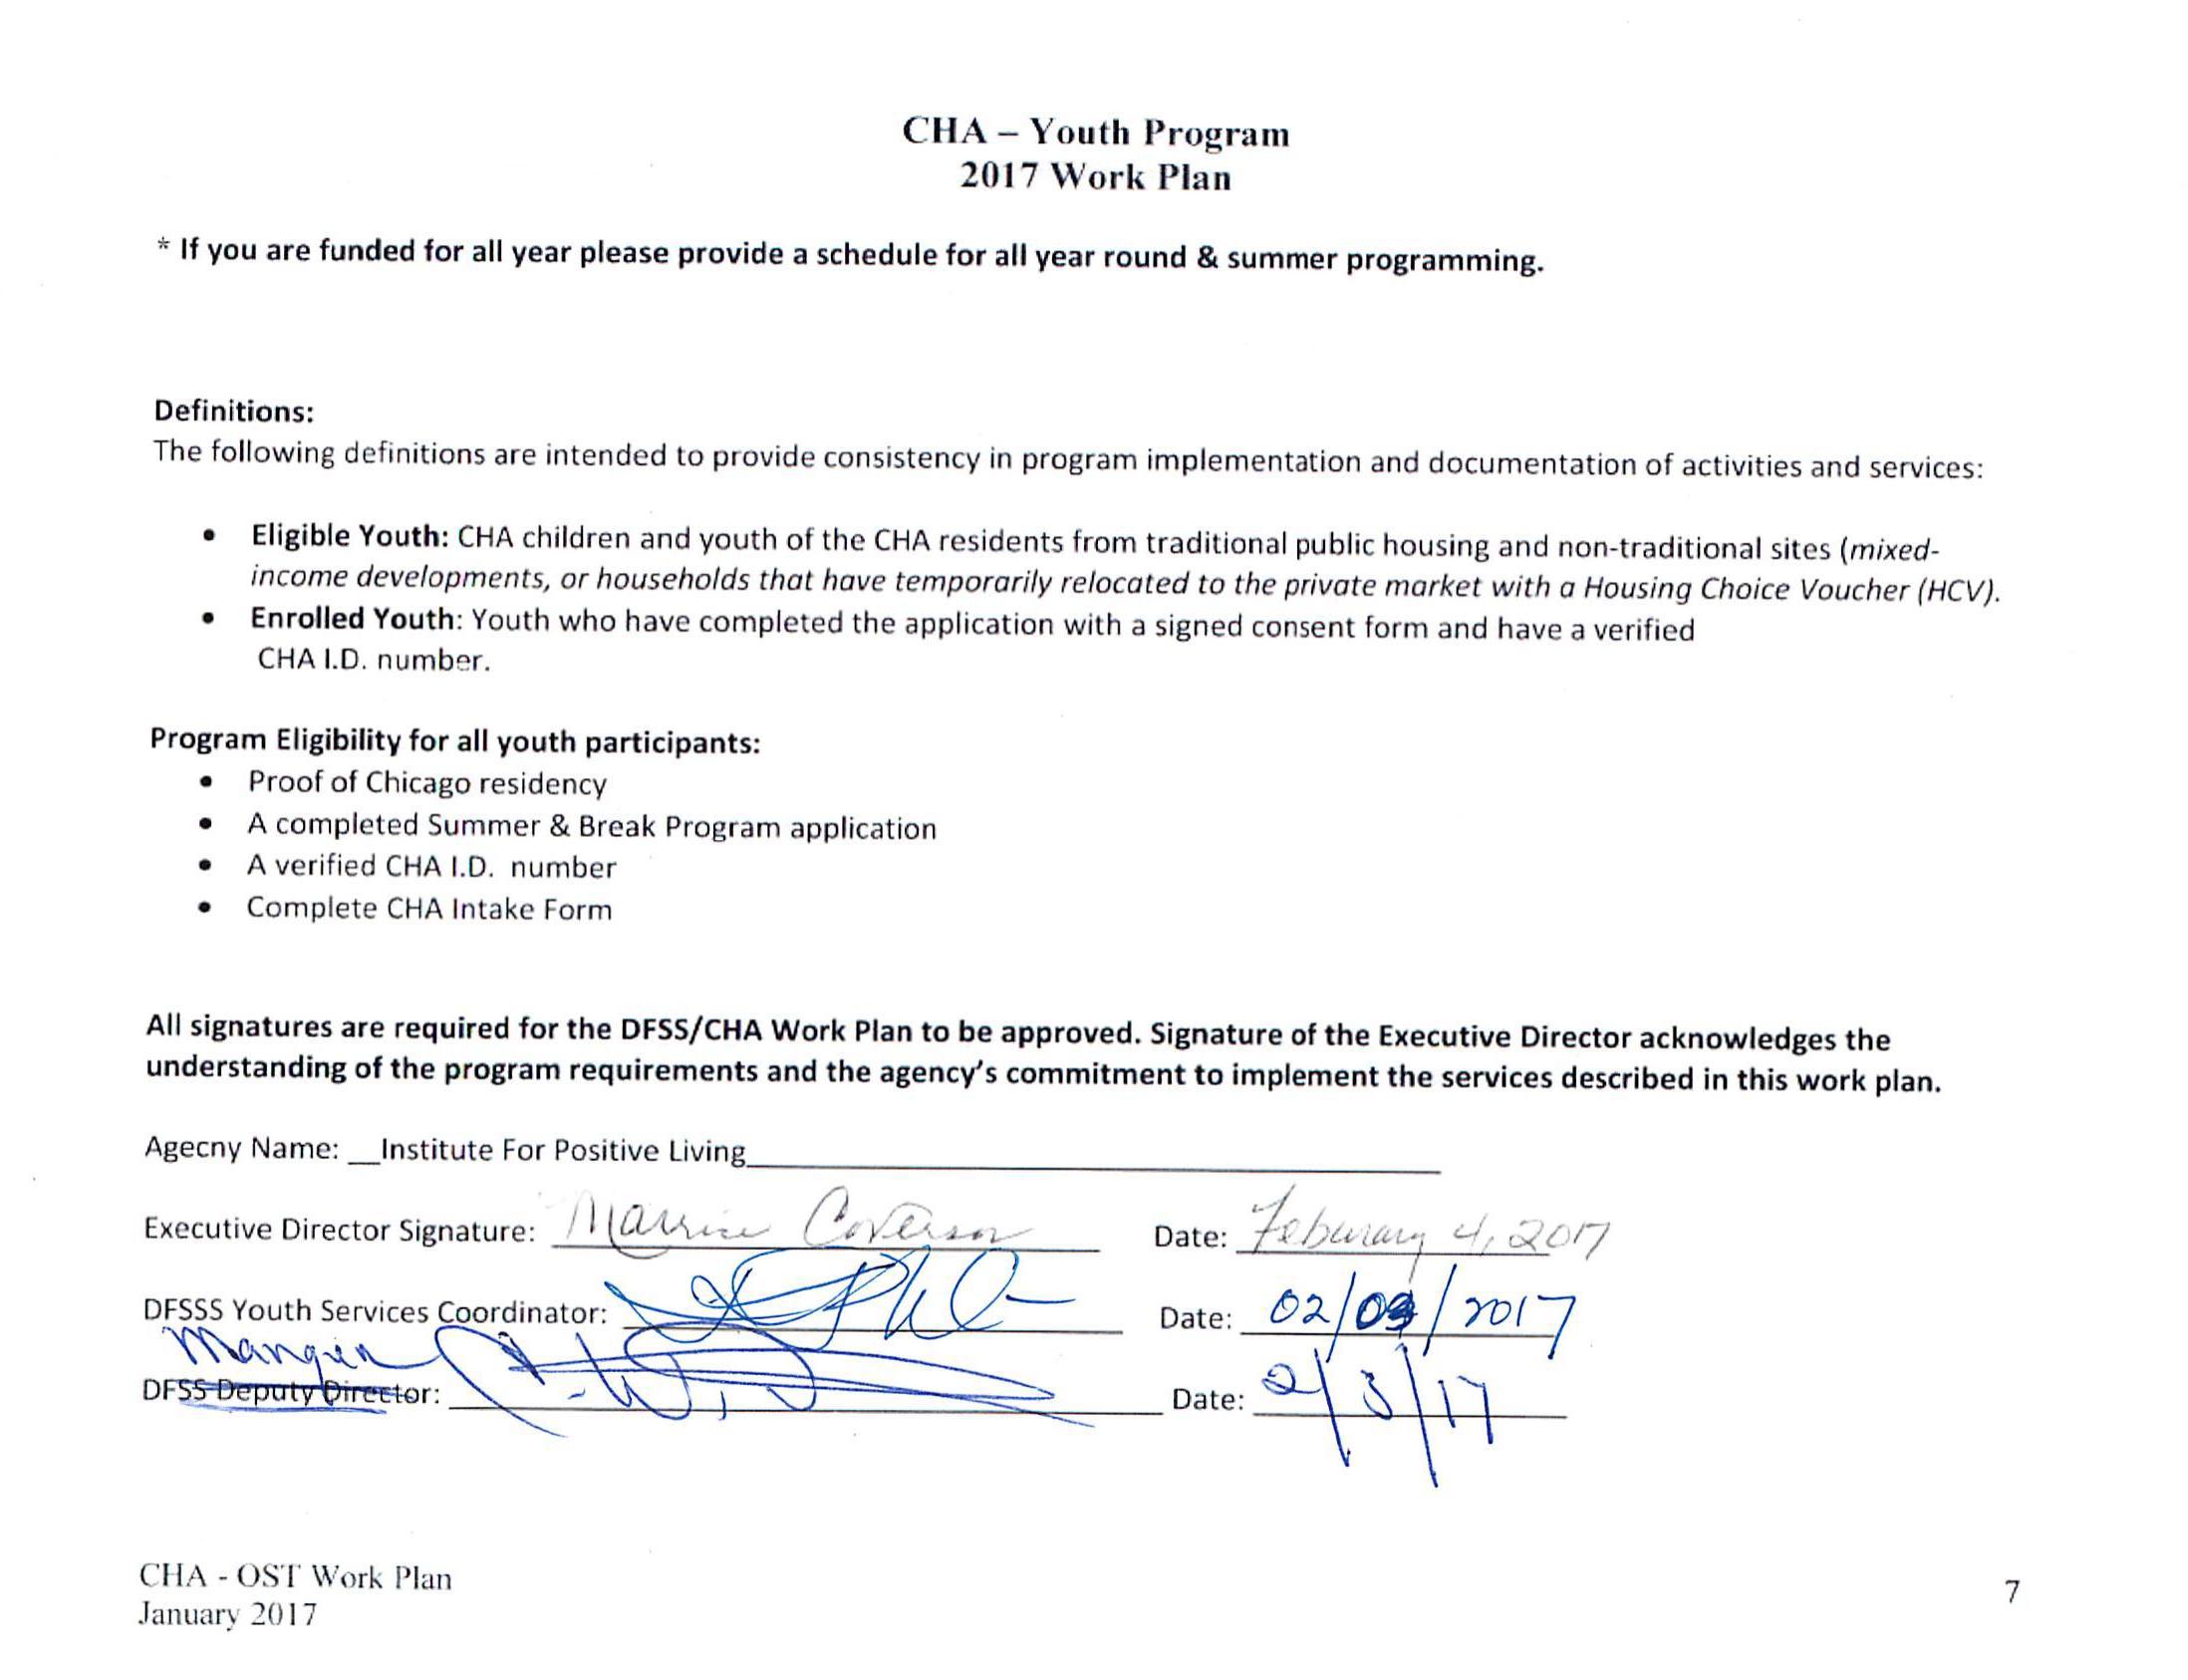 CHA – Youth Program
2017 Work Plan
* If you are funded for all year please provide a schedule for all year round & summer programming.
Definitions:
The following definitions are intended to provide consistency in program implementation and documentation of activities and services:
• Eligible Youth: CHA children and youth of the CHA residents from traditional public housing and non-traditional sites (mixed-
income developments, or households that have temporarily relocated to the private market with a Housing Choice Voucher (HCV).
• Enrolled Youth: Youth who have completed the application with a signed consent form and have a verified
CHA I.D. number.
Program Eligibility for all youth participants:
• Proof of Chicago residency
• A completed Summer & Break Program application
• A verified CHA I.D. number
• Complete CHA Intake Form
All signatures are required for the DFSS/CHA Work Plan to be approved. Signature of the Executive Director acknowledges the
understanding of the program requirements and the agency's commitment to implement the services described in this work plan.
Agecny Name: __Institute For Positive Living
Executive Director Signature: Marrice Coverson Date: Feburary 4, 2017
DFSSS Youth Services Coordinator: Date: 02/03/2017
DFSS Deputy Director: Date: 2/3/17
CHA - OST Work Plan
January 2017
7